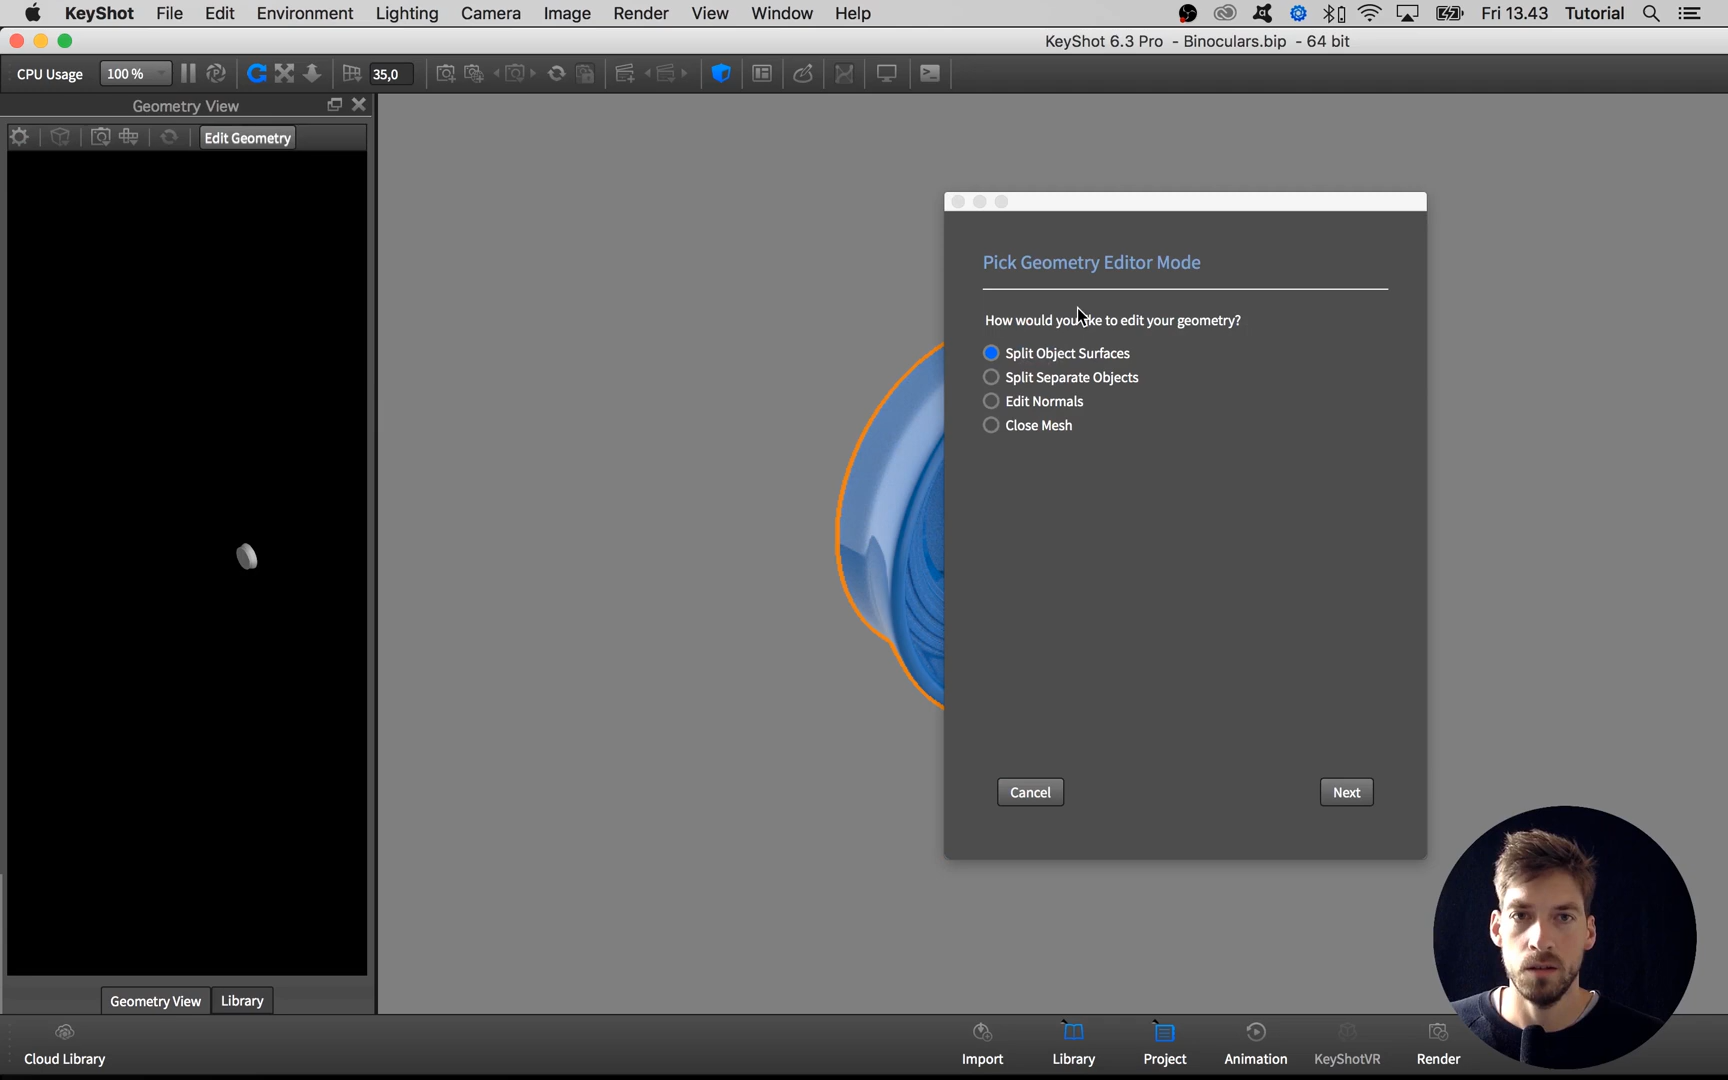 KeyShot File Edit Environment Lighting Camera Image Render View Window Help Fri 13.43 Tutorial
KeyShot 6.3 Pro - Binoculars.bip - 64 bit
CPU Usage 100 % 35,0
Geometry View
Edit Geometry
Pick Geometry Editor Mode
How would you like to edit your geometry?
Split Object Surfaces
Split Separate Objects
Edit Normals
Close Mesh
Cancel Next
Geometry View Library
Cloud Library Import Library Project Animation KeyShotVR Render